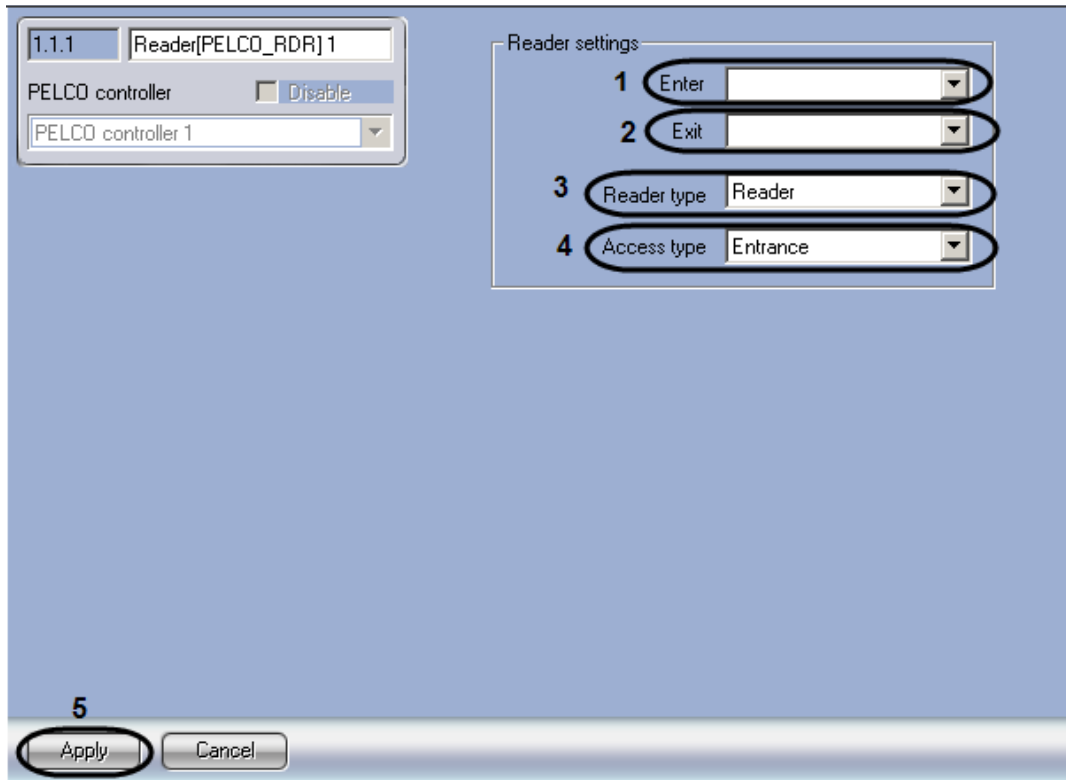 1.1.1 Reader[PELCO_RDR] 1
PELCO controller Disable
PELCO controller 1
Reader settings
1 Enter
2 Exit
3 Reader type Reader
4 Access type Entrance
5
Apply Cancel